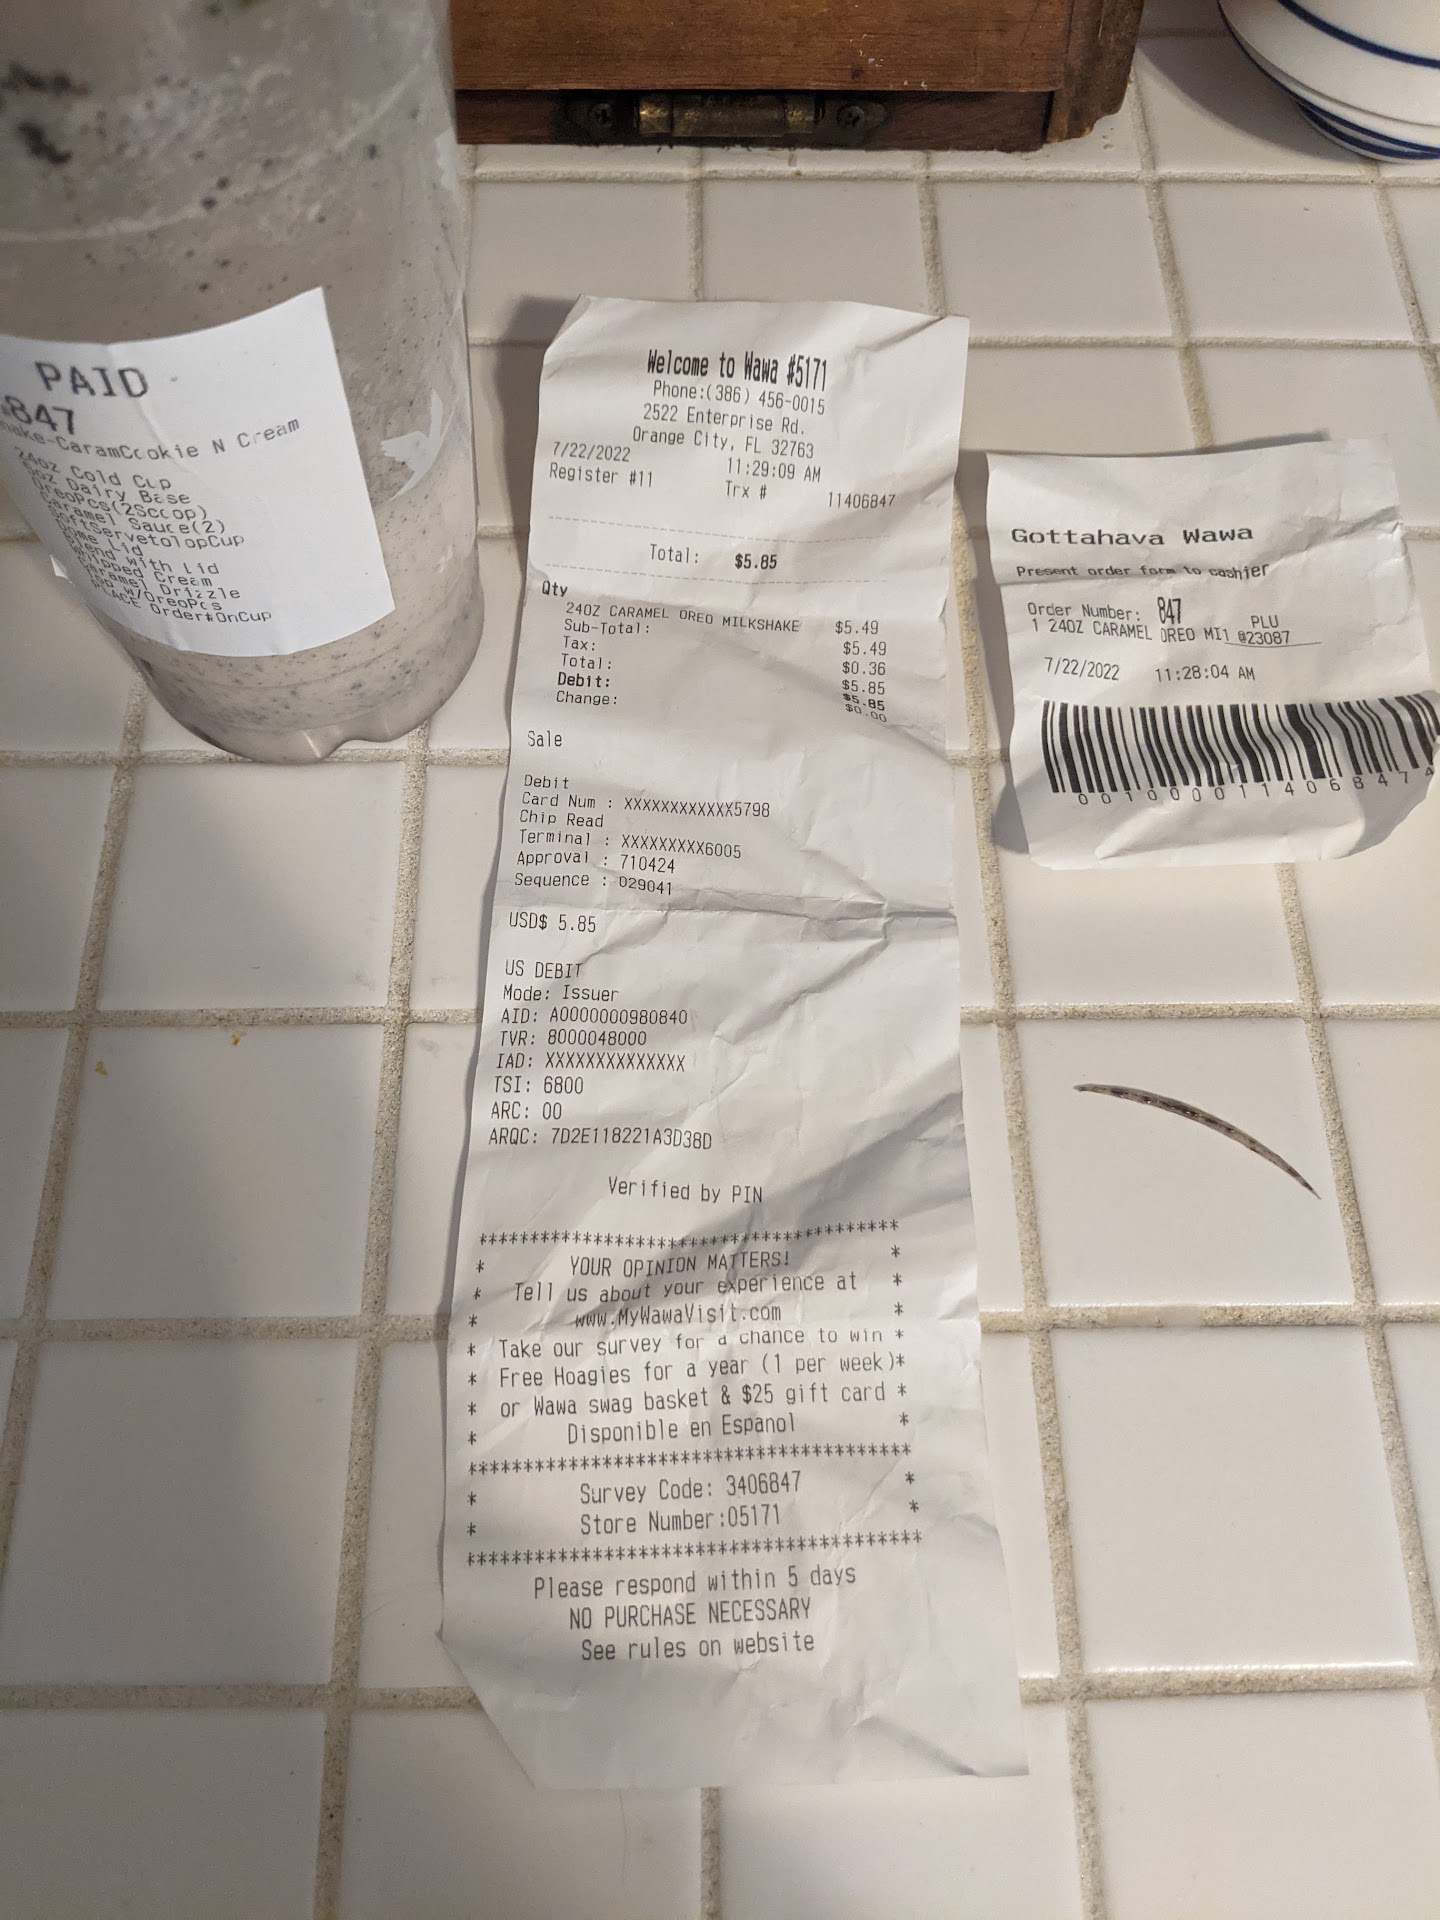 PAID
847
hake-CaramCookie N Cream
24oz Cold Cup
5oz Dairy Base
OreoPcs(2Scoop)
Caramel Sauce(2)
SoftServetolopCup
Dome Lid
Blend with Lid
Whipped Cream
Caramel Drizzle
Top w/OreoPcs
PLACE Order#OnCup
Welcome to Wawa #5171
Phone:(386) 456-0015
2522 Enterprise Rd.
Orange City, FL 32763
7/22/2022 11:29:09 AM
Register #11 Trx # 11406847
Total: $5.85
Qty
24OZ CARAMEL OREO MILKSHAKE $5.49
Sub-Total: $5.49
Tax: $0.36
Total: $5.85
Debit: $5.85
Change: $0.00
Sale
Debit
Card Num : XXXXXXXXXXXX5798
Chip Read
Terminal : XXXXXXXXX6005
Approval : 710424
Sequence : 029041
USD$ 5.85
US DEBIT
Mode: Issuer
AID: A0000000980840
TVR: 8000048000
IAD: XXXXXXXXXXXXXX
TSI: 6800
ARC: 00
ARQC: 7D2E118221A3D38D
Verified by PIN
****************************************
* YOUR OPINION MATTERS! *
* Tell us about your experience at *
* www.MyWawaVisit.com *
* Take our survey for a chance to win *
* Free Hoagies for a year (1 per week)*
* or Wawa swag basket & $25 gift card *
* Disponible en Espanol *
****************************************
* Survey Code: 3406847 *
* Store Number:05171 *
****************************************
Please respond within 5 days
NO PURCHASE NECESSARY
See rules on website
Gottahava Wawa
Present order form to cashier
Order Number: 847 PLU
1 24OZ CARAMEL OREO MI1 @23087
7/22/2022 11:28:04 AM
0010000114068474